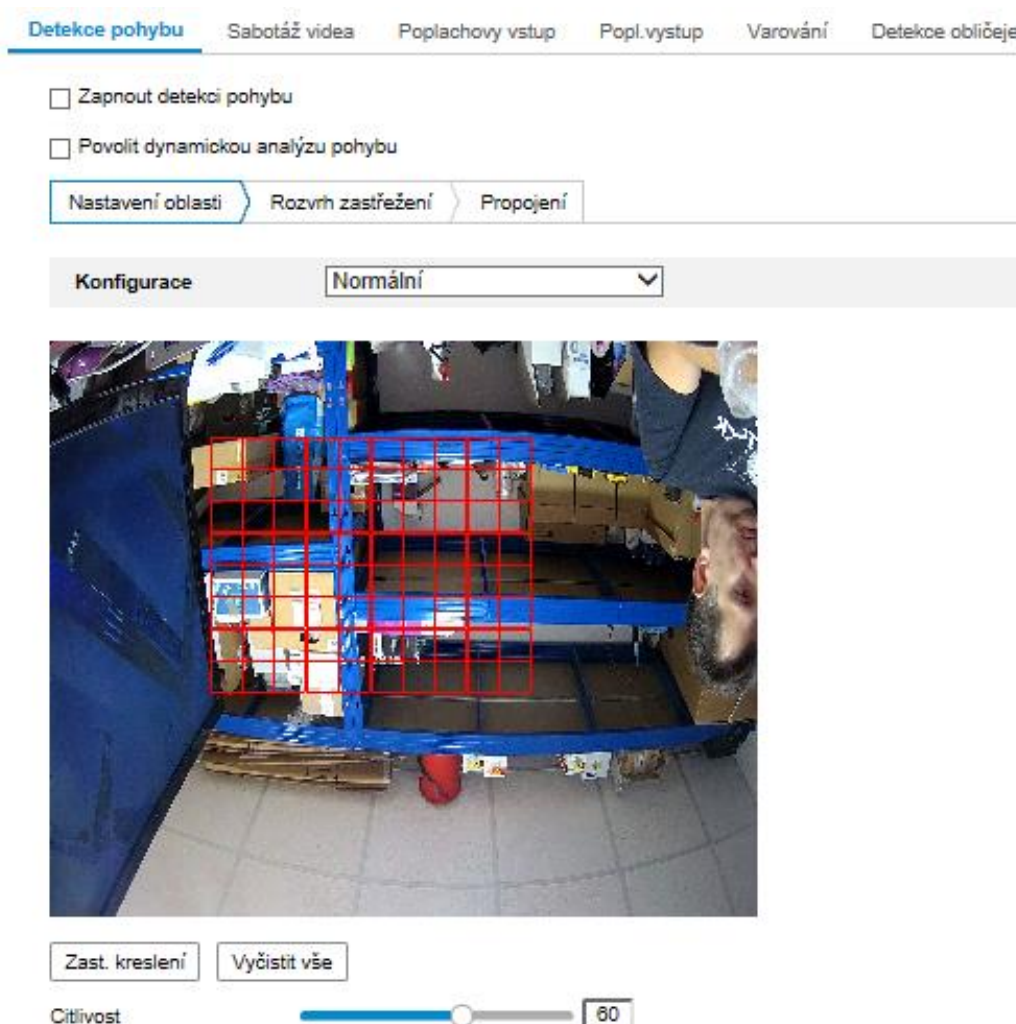 Detekce pohybu Sabotáž videa Poplachovy vstup Popl.vystup Varování Detekce obličeje
Zapnout detekci pohybu
Povolit dynamickou analýzu pohybu
Nastavení oblasti Rozvrh zastřežení Propojení
Konfigurace Normální
Zast. kreslení Vyčistit vše
Citlivost 60